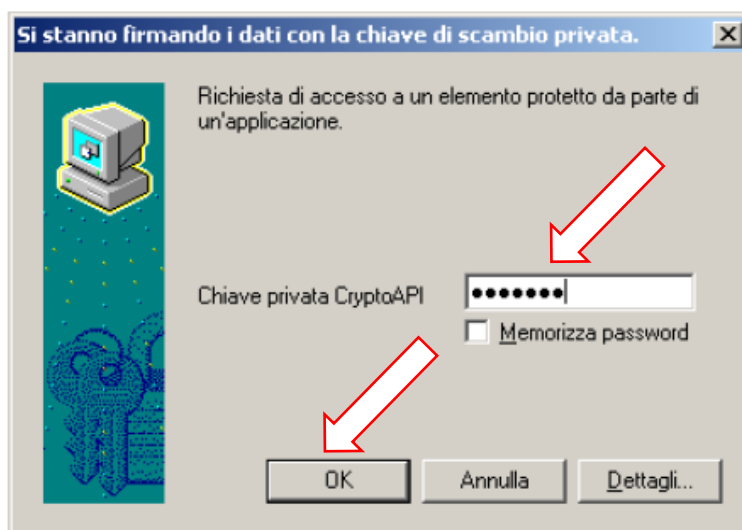 Si stanno firmando i dati con la chiave di scambio privata.
Richiesta di accesso a un elemento protetto da parte di
un'applicazione.
Chiave privata CryptoAPI
●●●●●●●
Memorizza password
OK Annulla Dettagli...